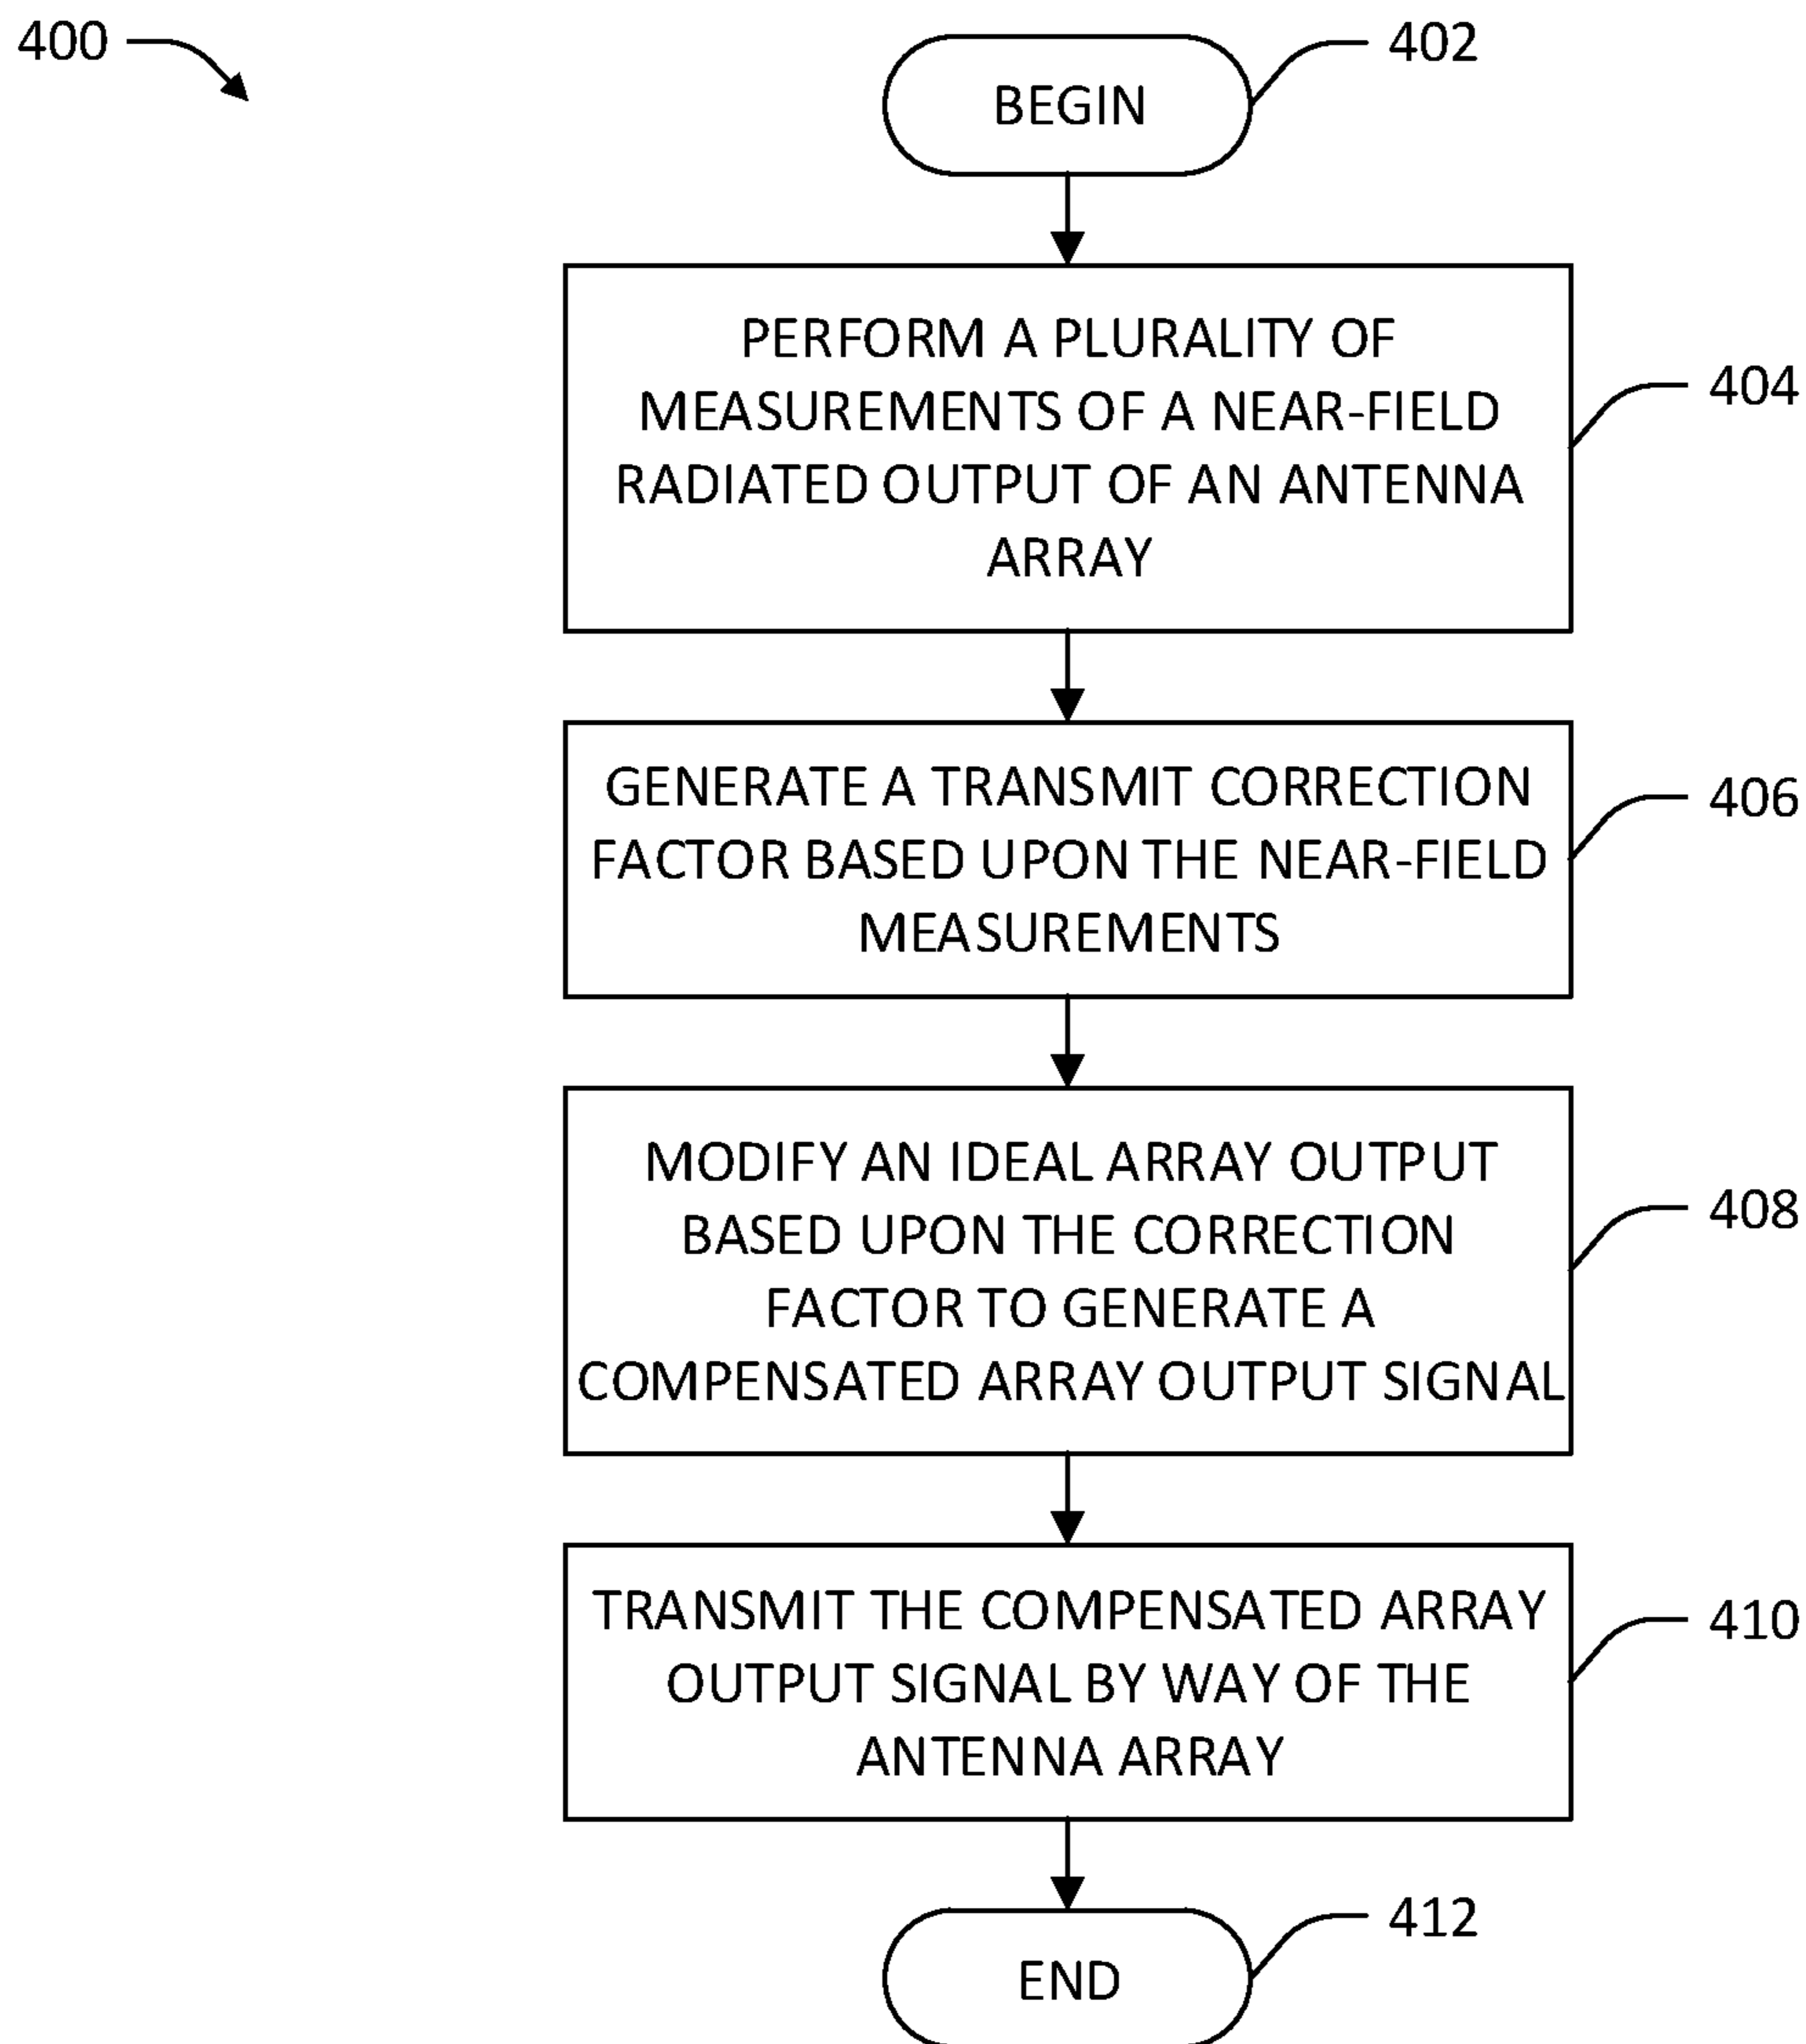 400
402
BEGIN
PERFORM A PLURALITY OF
MEASUREMENTS OF A NEAR-FIELD
RADIATED OUTPUT OF AN ANTENNA
ARRAY
404
GENERATE A TRANSMIT CORRECTION
FACTOR BASED UPON THE NEAR-FIELD
MEASUREMENTS
406
MODIFY AN IDEAL ARRAY OUTPUT
BASED UPON THE CORRECTION
FACTOR TO GENERATE A
COMPENSATED ARRAY OUTPUT SIGNAL
408
TRANSMIT THE COMPENSATED ARRAY
OUTPUT SIGNAL BY WAY OF THE
ANTENNA ARRAY
410
412
END